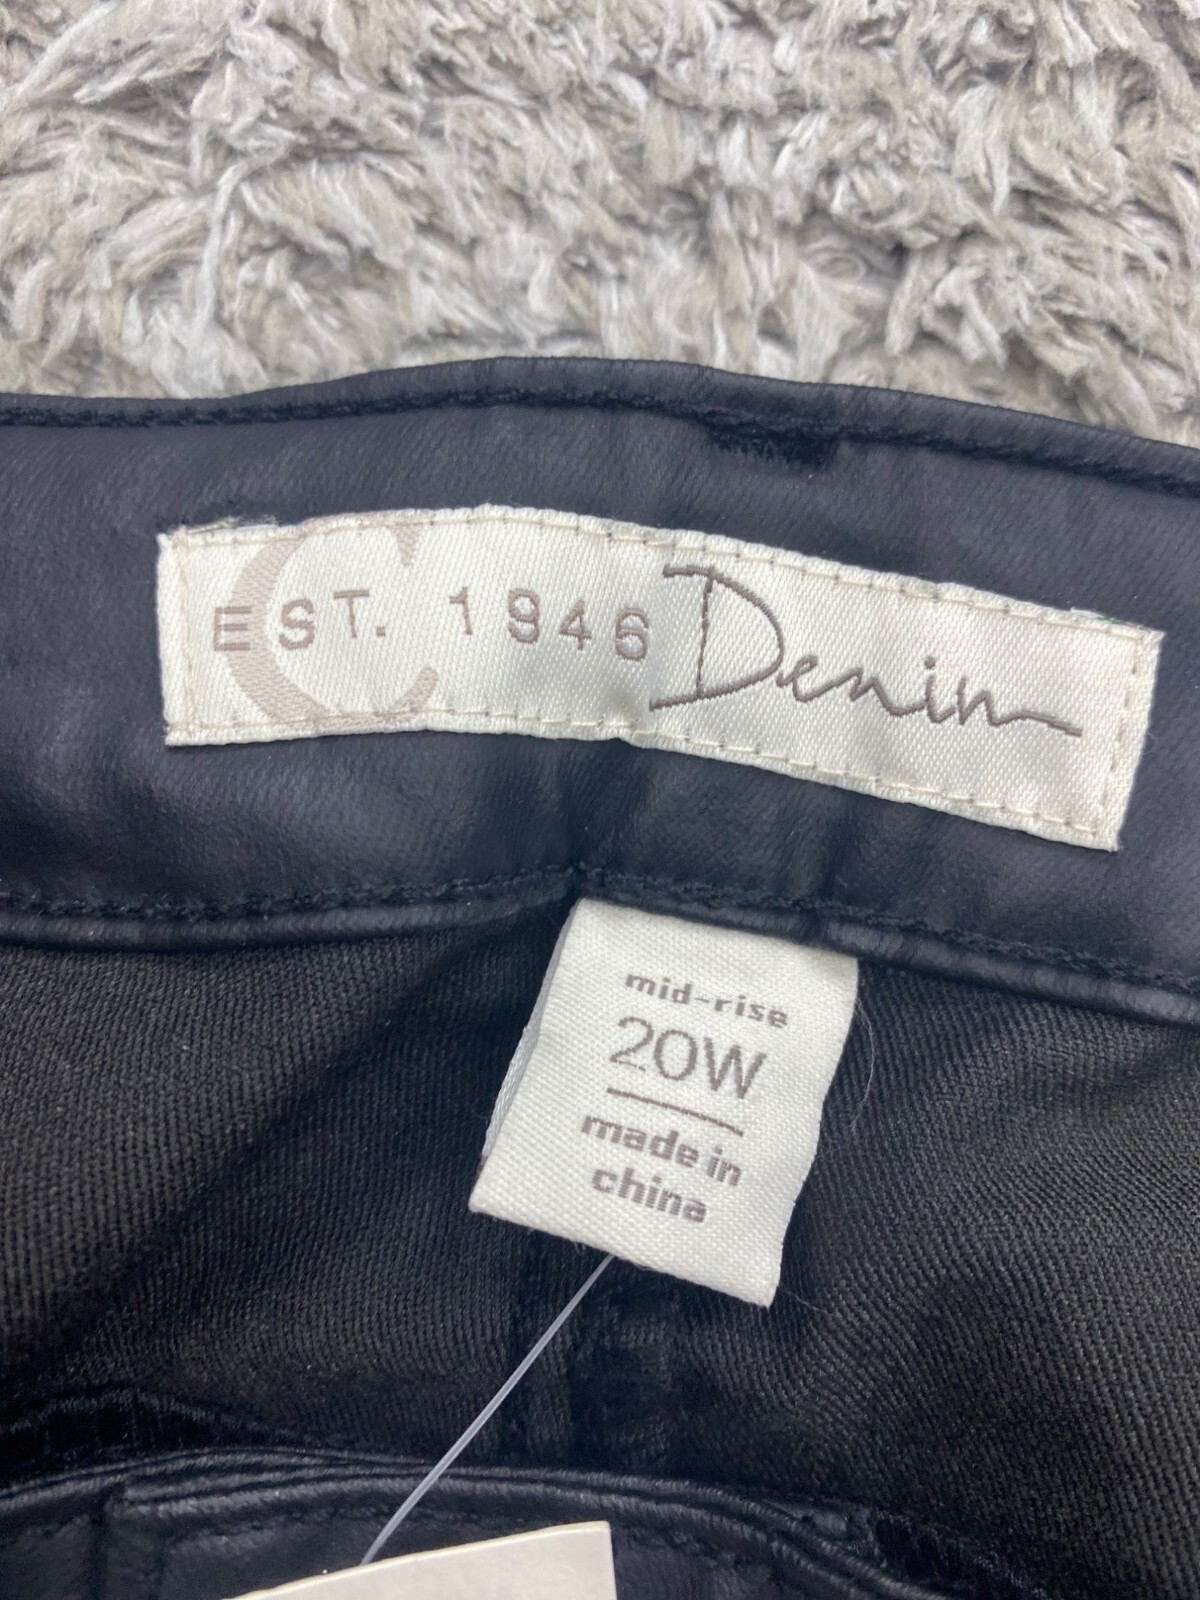 C
EST. 1946 Denim
mid-rise
20W
made in
china